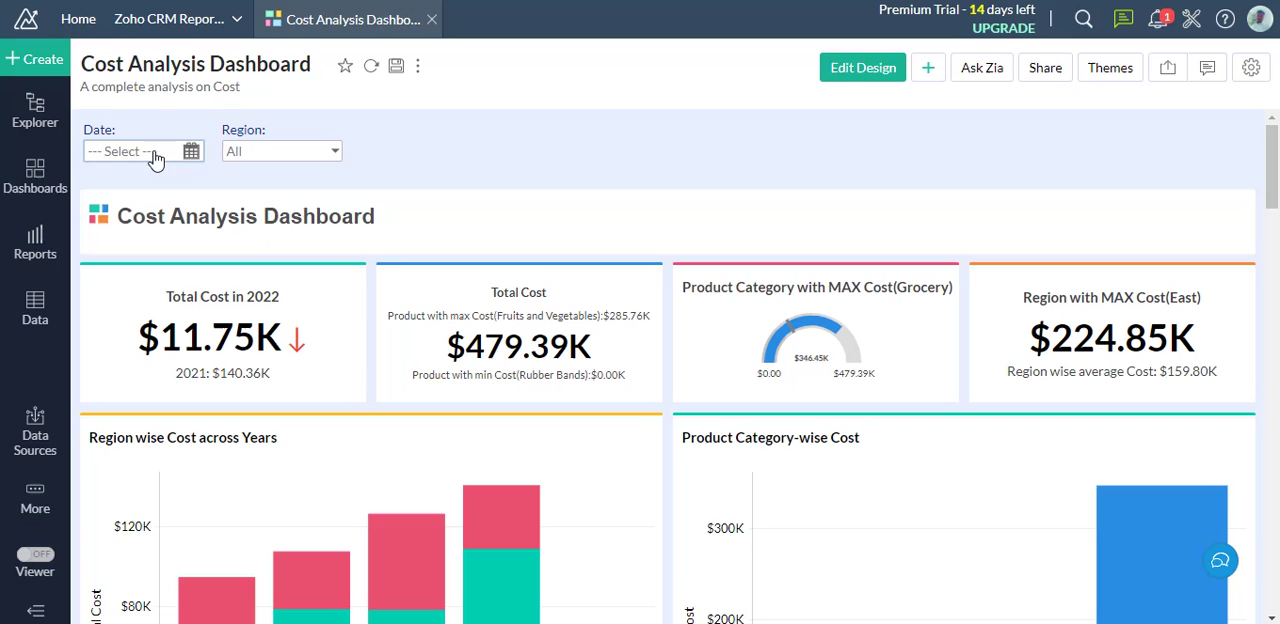 Home
Zoho CRM Repor...
Cost Analysis Dashbo...
Premium Trial - 14 days left
UPGRADE
1
Create
Cost Analysis Dashboard
A complete analysis on Cost
Edit Design
Ask Zia
Share
Themes
Explorer
Dashboards
Reports
Data
Data
Sources
More
OFF
Viewer
Date:
--- Select ---
Region:
All
Cost Analysis Dashboard
Total Cost in 2022
$11.75K
2021: $140.36K
Total Cost
Product with max Cost(Fruits and Vegetables):$285.76K
$479.39K
Product with min Cost(Rubber Bands):$0.00K
Product Category with MAX Cost(Grocery)
$346.45K
$0.00
$479.39K
Region with MAX Cost(East)
$224.85K
Region wise average Cost: $159.80K
Region wise Cost across Years
$120K
$80K
Product Category-wise Cost
$300K
$200K